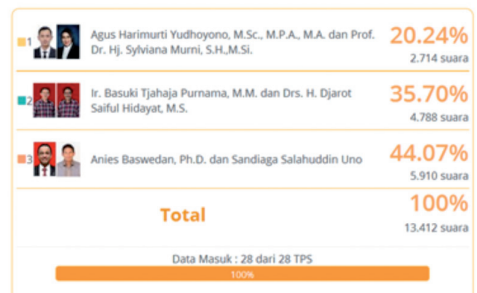 1
Agus Harimurti Yudhoyono, M.Sc., M.P.A., M.A. dan Prof.
Dr. Hj. Sylviana Murni, S.H.,M.Si.
20.24%
2.714 suara
2
Ir. Basuki Tjahaja Purnama, M.M. dan Drs. H. Djarot
Saiful Hidayat, M.S.
35.70%
4.788 suara
3
Anies Baswedan, Ph.D. dan Sandiaga Salahuddin Uno
44.07%
5.910 suara
Total
100%
13.412 suara
Data Masuk : 28 dari 28 TPS
100%